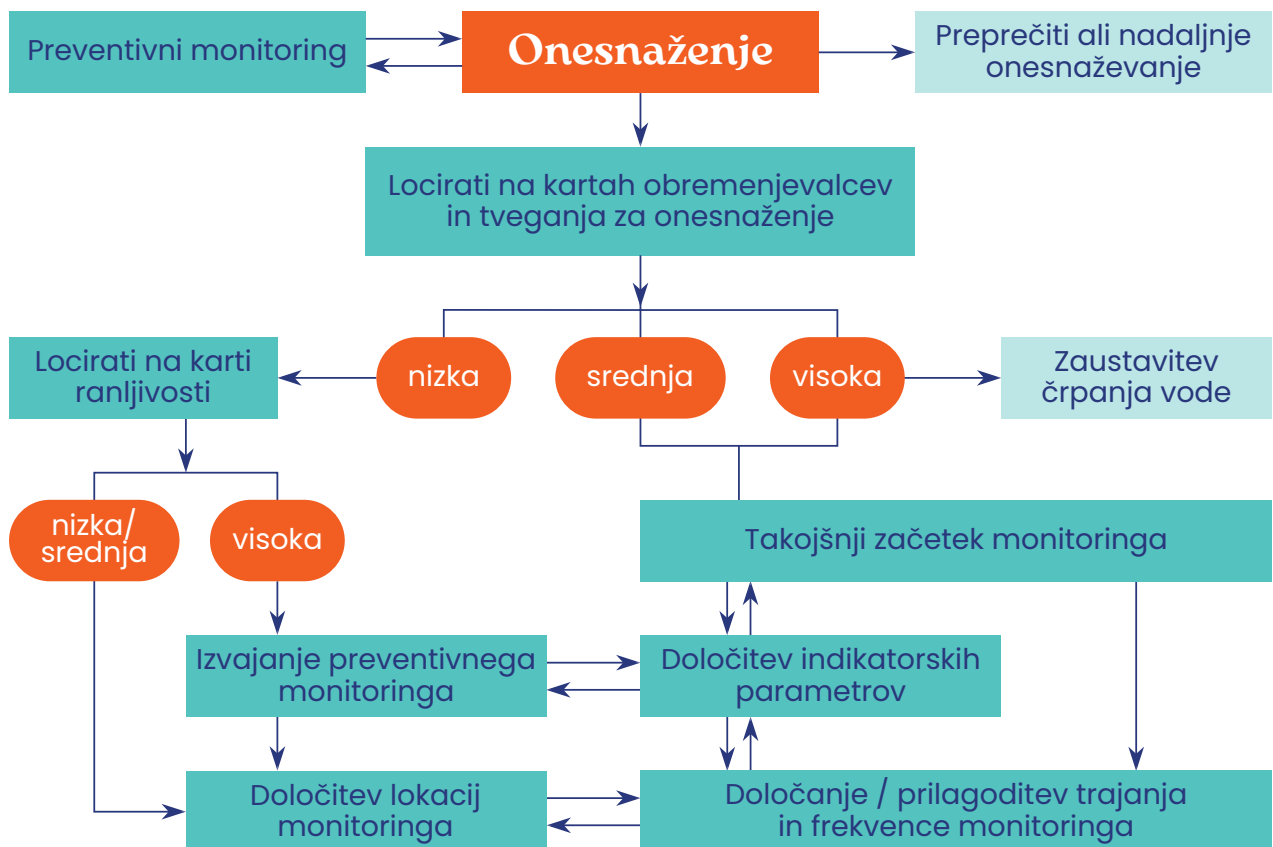 Preventivni monitoring
Onesnaženje
Preprečiti ali nadaljnje
onesnaževanje
Locirati na kartah obremenjevalcev
in tveganja za onesnaženje
Locirati na karti
ranljivosti
nizka
srednja
visoka
Zaustavitev
črpanja vode
nizka/
srednja
visoka
Takojšnji začetek monitoringa
Izvajanje preventivnega
monitoringa
Določitev indikatorskih
parametrov
Določitev lokacij
monitoringa
Določanje / prilagoditev trajanja
in frekvence monitoringa